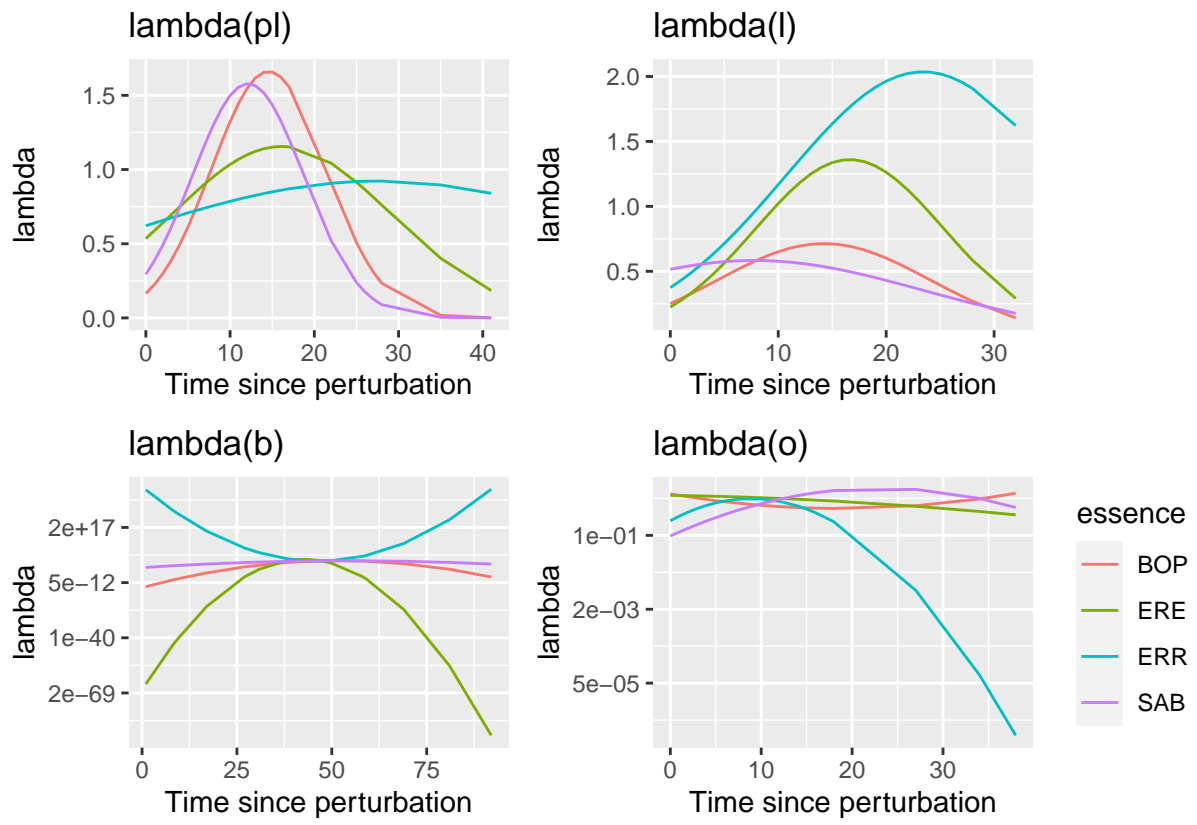 lambda(pl)
lambda
1.5
1.0
0.5
0.0
0 10 20 30 40
Time since perturbation
lambda(l)
lambda
2.0
1.5
1.0
0.5
0 10 20 30
Time since perturbation
lambda(b)
lambda
2e+17
5e−12
1e−40
2e−69
0 25 50 75
Time since perturbation
lambda(o)
lambda
1e−01
2e−03
5e−05
0 10 20 30
Time since perturbation
essence
BOP
ERE
ERR
SAB